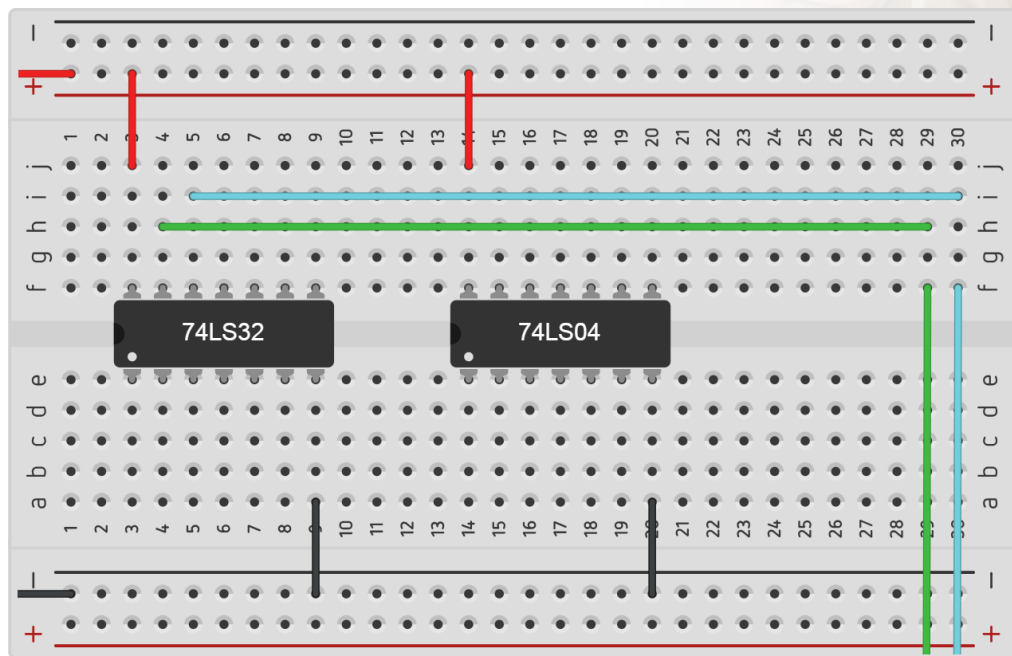 − −
+ +
1 2 3 4 5 6 7 8 9 10 11 12 13 14 15 16 17 18 19 20 21 22 23 24 25 26 27 28 29 30
j j
i i
h h
g g
f f
74LS32 74LS04
e e
d d
c c
b b
a a
1 2 3 4 5 6 7 8 9 10 11 12 13 14 15 16 17 18 19 20 21 22 23 24 25 26 27 28 29 30
− −
+ +